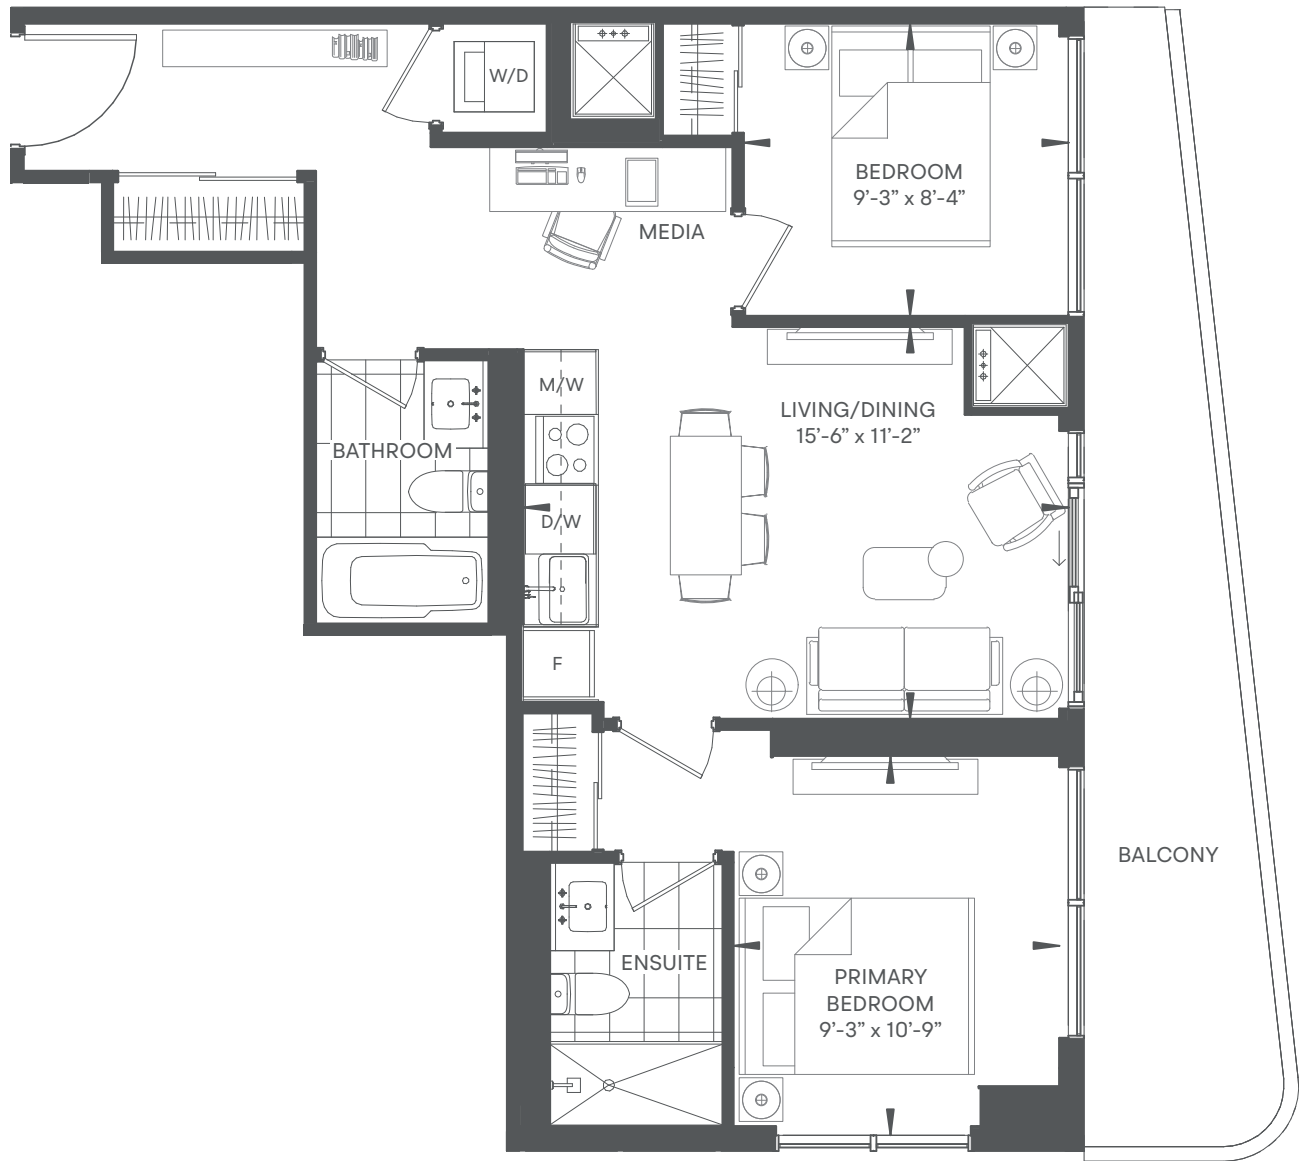 W/D
BEDROOM
9’-3” x 8’-4”
MEDIA
M/W
LIVING/DINING
15’-6” x 11’-2”
BATHROOM
D/W
F
BALCONY
ENSUITE
PRIMARY
BEDROOM
9’-3” x 10’-9”